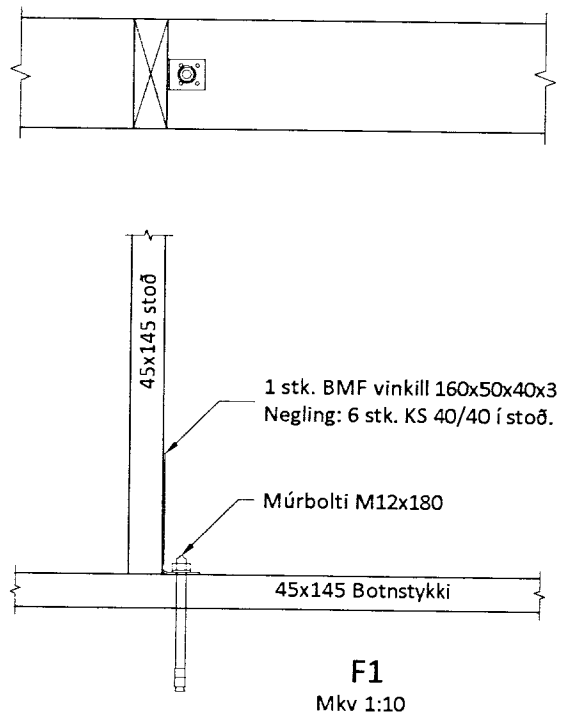 45x145 stoð
1 stk. BMF vinkill 160x50x40x3
Negling: 6 stk. KS 40/40 í stoð.
Múrbolti M12x180
45x145 Botnstykki
F1
Mkv 1:10